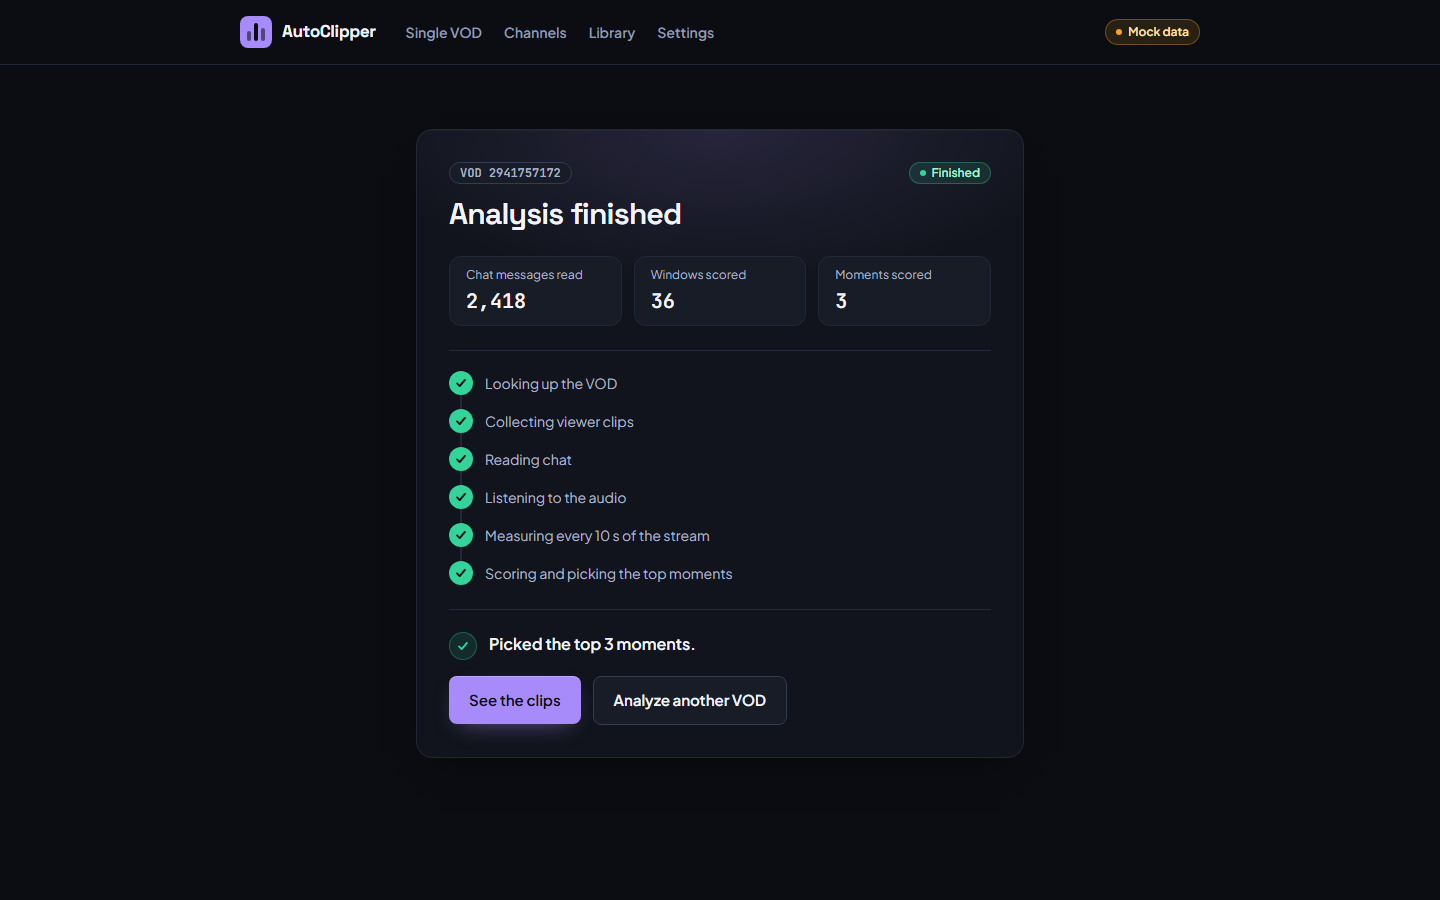 AutoClipper
Single VOD
Channels
Library
Settings
Mock data
VOD 2941757172
Finished
Analysis finished
Chat messages read
2,418
Windows scored
36
Moments scored
3
Looking up the VOD
Collecting viewer clips
Reading chat
Listening to the audio
Measuring every 10 s of the stream
Scoring and picking the top moments
Picked the top 3 moments.
See the clips
Analyze another VOD